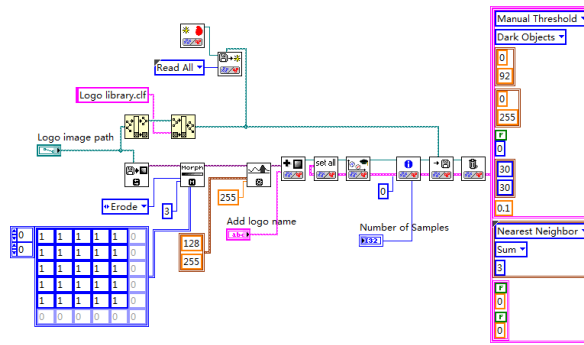 Manual Threshold
Dark Objects
Read All
0
92
0
255
Logo library.clf
r
0
Logo image path
Morph
set all
30
30
0
Erode
3
255
0.1
Add logo name
abc
Number of Samples
I32
128
255
Nearest Neighbor
Sum
3
0
0
1 1 1 1 1 0
1 1 1 1 1 0
1 1 1 1 1 0
1 1 1 1 1 0
1 1 1 1 1 0
0 0 0 0 0 0
r
0
r
0